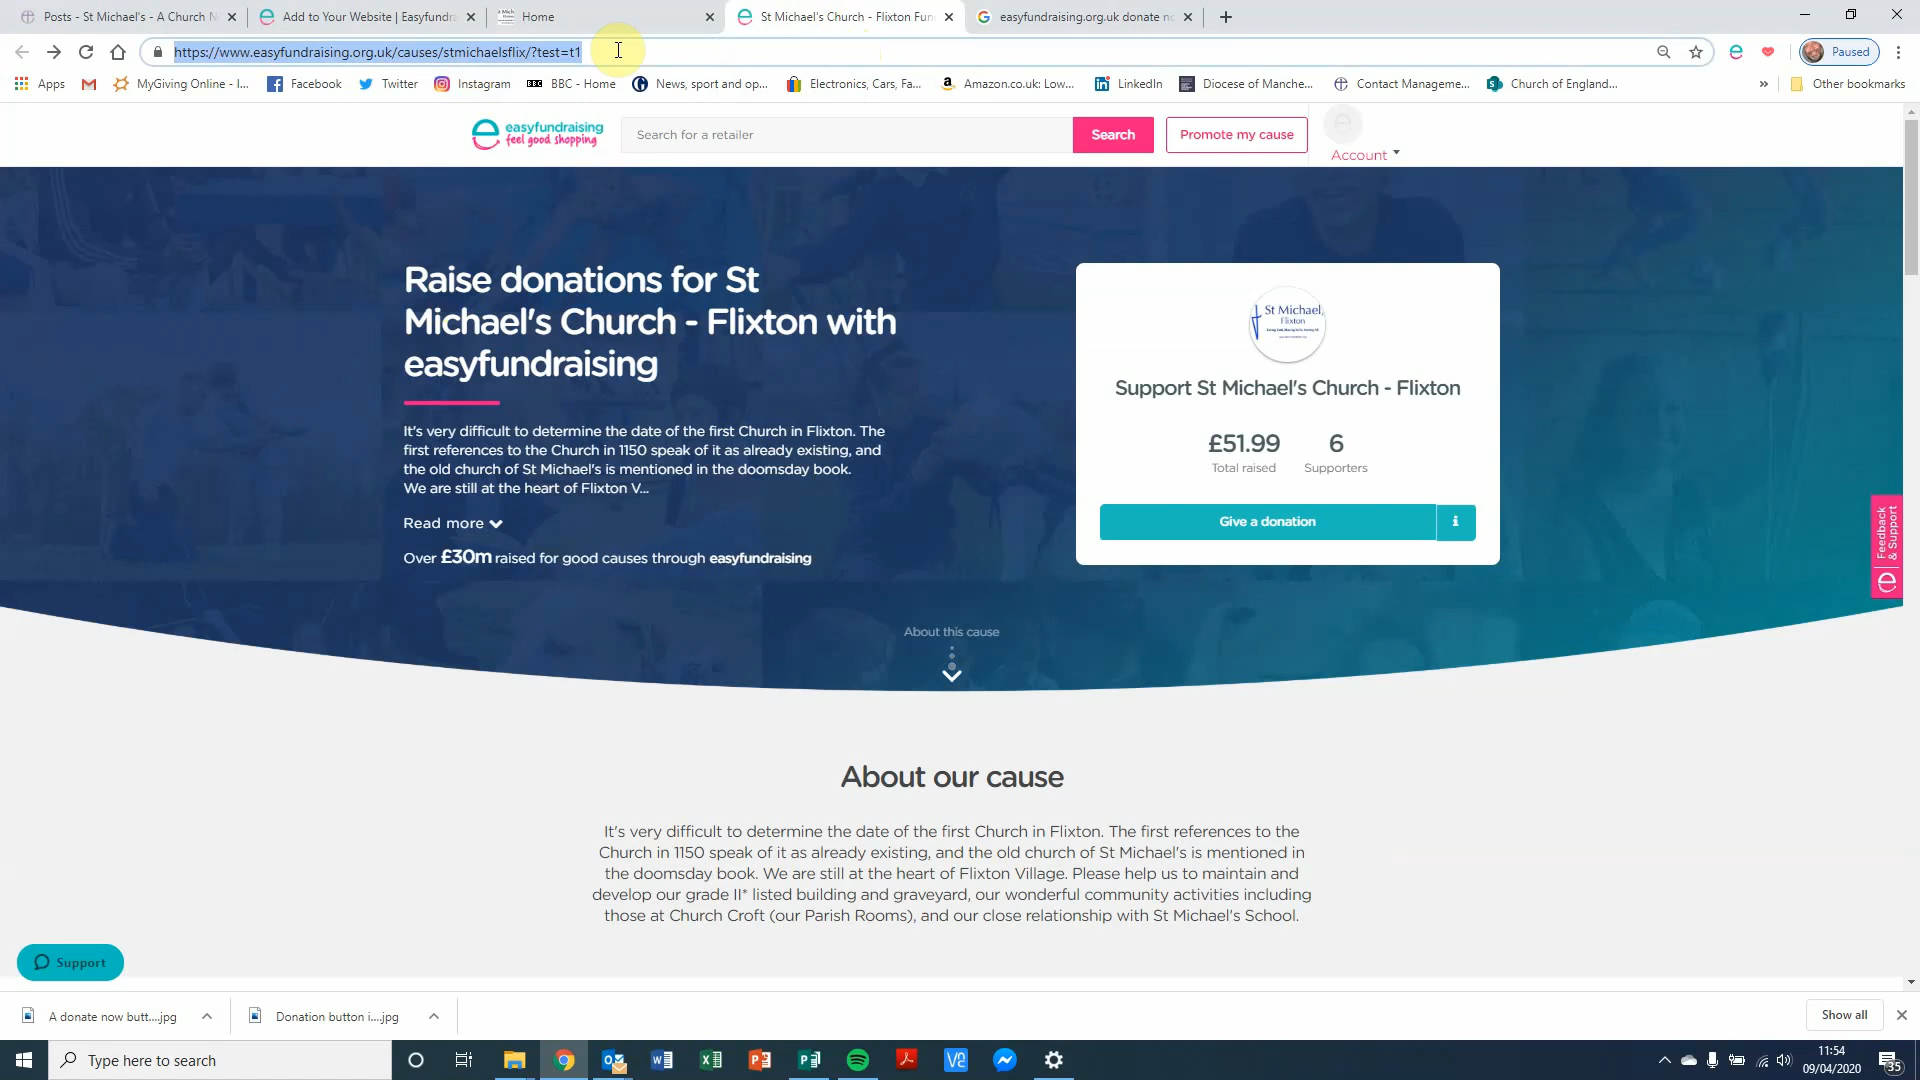 Posts - St Michael's - A Church N
Add to Your Website | Easyfundra
Home
St Michael's Church - Flixton Fun
easyfundraising.org.uk donate no
https://www.easyfundraising.org.uk/causes/stmichaelsflix/?test=t1
Paused
Apps
MyGiving Online - I...
Facebook
Twitter
Instagram
BBC
BBC - Home
News, sport and op...
Electronics, Cars, Fa...
Amazon.co.uk: Low...
LinkedIn
Diocese of Manche...
Contact Manageme...
Church of England...
»
Other bookmarks
easyfundraising
feel good shopping
Search for a retailer
Search
Promote my cause
Account
Raise donations for St
Michael's Church - Flixton with
easyfundraising
It's very difficult to determine the date of the first Church in Flixton. The
first references to the Church in 1150 speak of it as already existing, and
the old church of St Michael's is mentioned in the doomsday book.
We are still at the heart of Flixton V...
Read more
Over £30m raised for good causes through easyfundraising
St Michael,
Flixton
Support St Michael's Church - Flixton
£51.99
6
Total raised
Supporters
Give a donation
i
Feedback
& Support
About this cause
About our cause
It's very difficult to determine the date of the first Church in Flixton. The first references to the
Church in 1150 speak of it as already existing, and the old church of St Michael's is mentioned in
the doomsday book. We are still at the heart of Flixton Village. Please help us to maintain and
develop our grade II* listed building and graveyard, our wonderful community activities including
those at Church Croft (our Parish Rooms), and our close relationship with St Michael's School.
Support
A donate now butt....jpg
Donation button i....jpg
Show all
Type here to search
11:54
09/04/2020
35